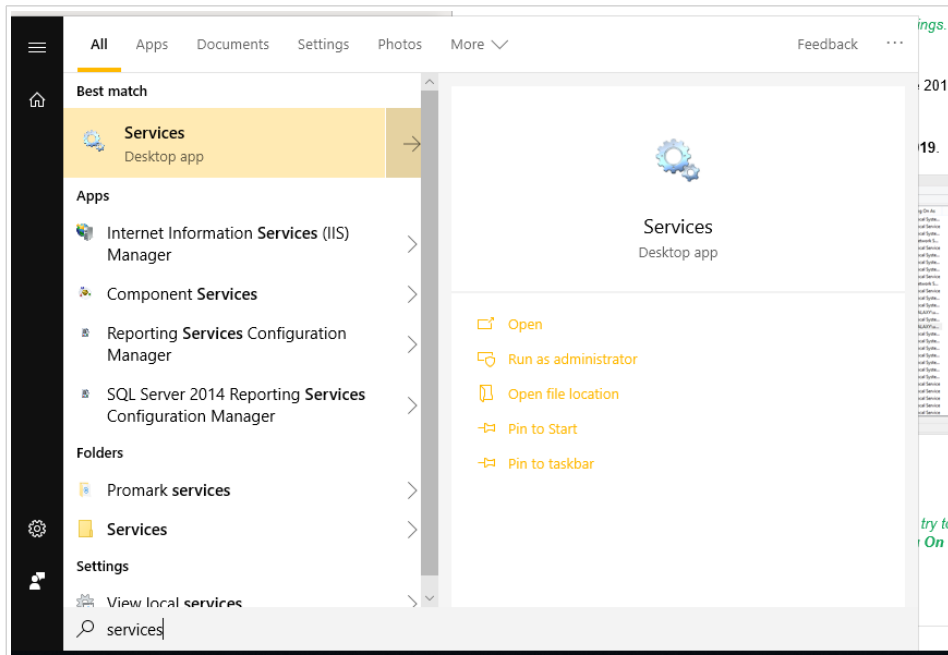 All Apps Documents Settings Photos More Feedback ...
Best match
Services
Desktop app
Apps
Internet Information Services (IIS)
Manager
Component Services
Reporting Services Configuration
Manager
SQL Server 2014 Reporting Services
Configuration Manager
Folders
Promark services
Services
Settings
View local services
services
Services
Desktop app
Open
Run as administrator
Open file location
Pin to Start
Pin to taskbar
ings.
201
19.
try to
On